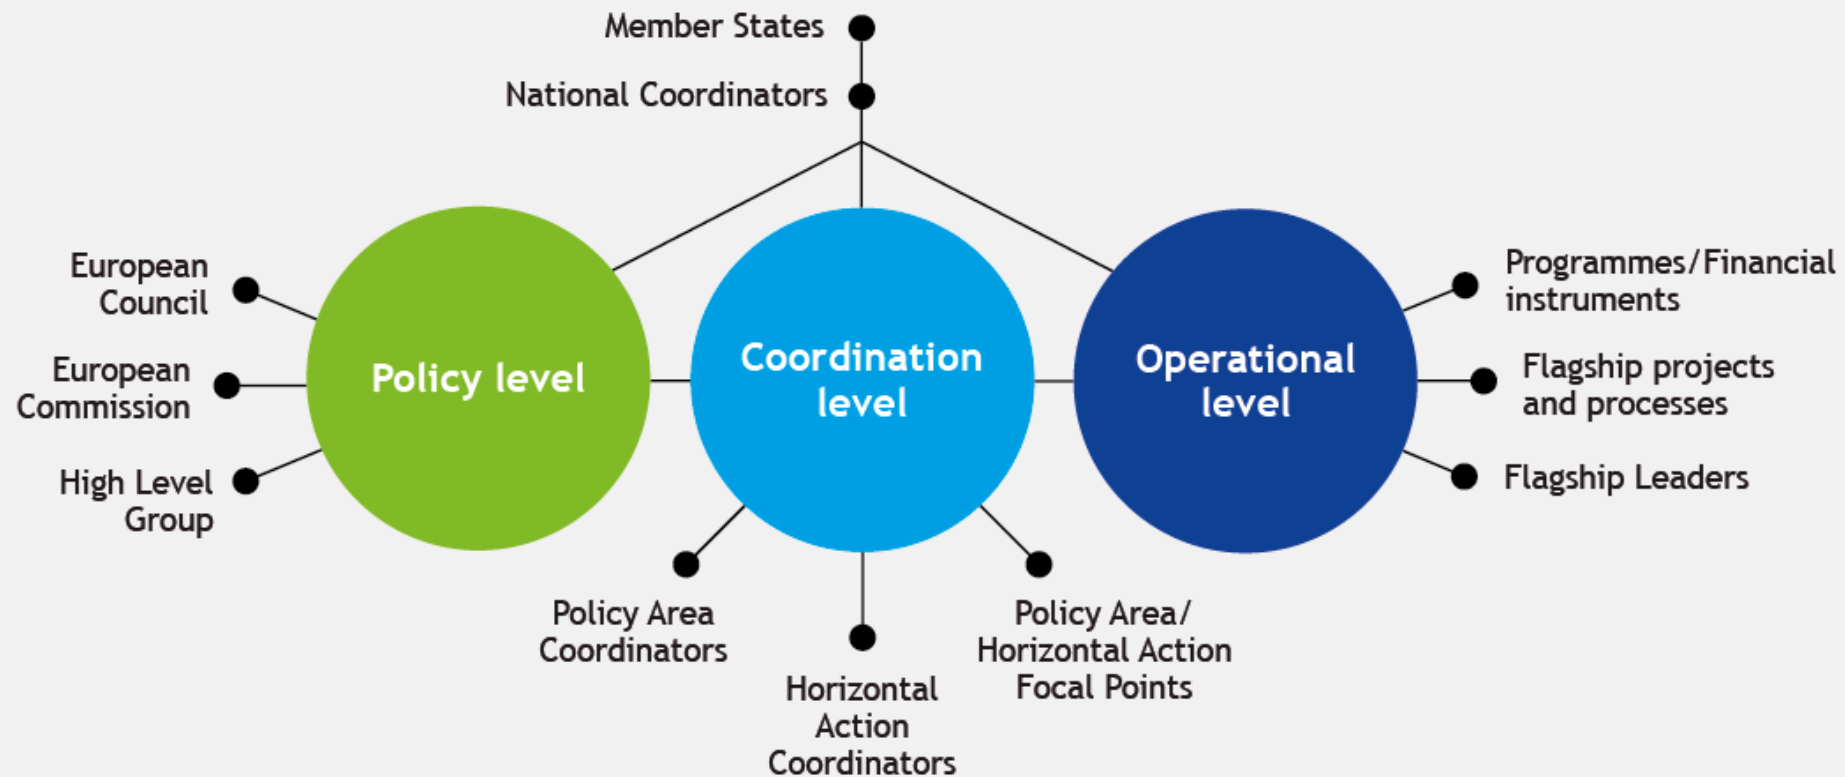 Member States
National Coordinators
European
Council
European
Commission
High Level
Group
Policy level
Coordination
level
Operational
level
Programmes/Financial
instruments
Flagship projects
and processes
Flagship Leaders
Policy Area
Coordinators
Horizontal
Action
Coordinators
Policy Area/
Horizontal Action
Focal Points